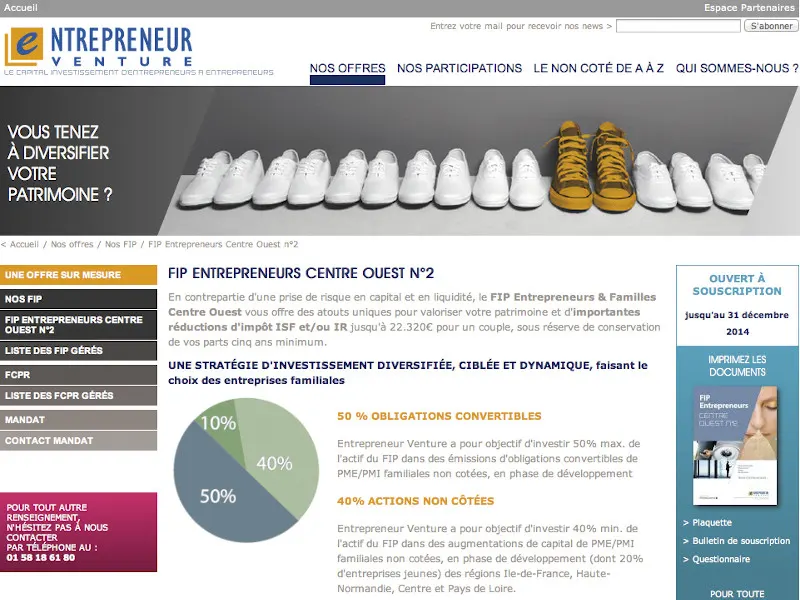 Accueil
Espace Partenaires
Entrez votre mail pour recevoir nos news >
S'abonner
e NTREPRENEUR
VENTURE
LE CAPITAL INVESTISSEMENT D'ENTREPRENEURS A ENTREPRENEURS
NOS OFFRES
NOS PARTICIPATIONS
LE NON COTÉ DE A À Z
QUI SOMMES-NOUS ?
VOUS TENEZ
À DIVERSIFIER
VOTRE
PATRIMOINE ?
< Accueil / Nos offres / Nos FIP / FIP Entrepreneurs Centre Ouest n°2
UNE OFFRE SUR MESURE
NOS FIP
FIP ENTREPRENEURS CENTRE
OUEST N°2
LISTE DES FIP GÉRÉS
FCPR
LISTE DES FCPR GÉRÉS
MANDAT
CONTACT MANDAT
POUR TOUT AUTRE
RENSEIGNEMENT,
N'HÉSITEZ PAS À NOUS
CONTACTER
PAR TÉLÉPHONE AU :
01 58 18 61 80
FIP ENTREPRENEURS CENTRE OUEST N°2
En contrepartie d'une prise de risque en capital et en liquidité, le FIP Entrepreneurs & Familles
Centre Ouest vous offre des atouts uniques pour valoriser votre patrimoine et d'importantes
réductions d'impôt ISF et/ou IR jusqu'à 22.320€ pour un couple, sous réserve de conservation
de vos parts cinq ans minimum.
UNE STRATÉGIE D'INVESTISSEMENT DIVERSIFIÉE, CIBLÉE ET DYNAMIQUE, faisant le
choix des entreprises familiales
10%
40%
50%
50 % OBLIGATIONS CONVERTIBLES
Entrepreneur Venture a pour objectif d'investir 50% max. de
l'actif du FIP dans des émissions d'obligations convertibles de
PME/PMI familiales non cotées, en phase de développement
40% ACTIONS NON CÔTÉES
Entrepreneur Venture a pour objectif d'investir 40% min. de
l'actif du FIP dans des augmentations de capital de PME/PMI
familiales non cotées, en phase de développement (dont 20%
d'entreprises jeunes) des régions Ile-de-France, Haute-
Normandie, Centre et Pays de Loire.
OUVERT À
SOUSCRIPTION
jusqu'au 31 décembre
2014
IMPRIMEZ LES
DOCUMENTS
FIP
Entrepreneurs
CENTRE
OUEST N°2
> Plaquette
> Bulletin de souscription
> Questionnaire
POUR TOUTE